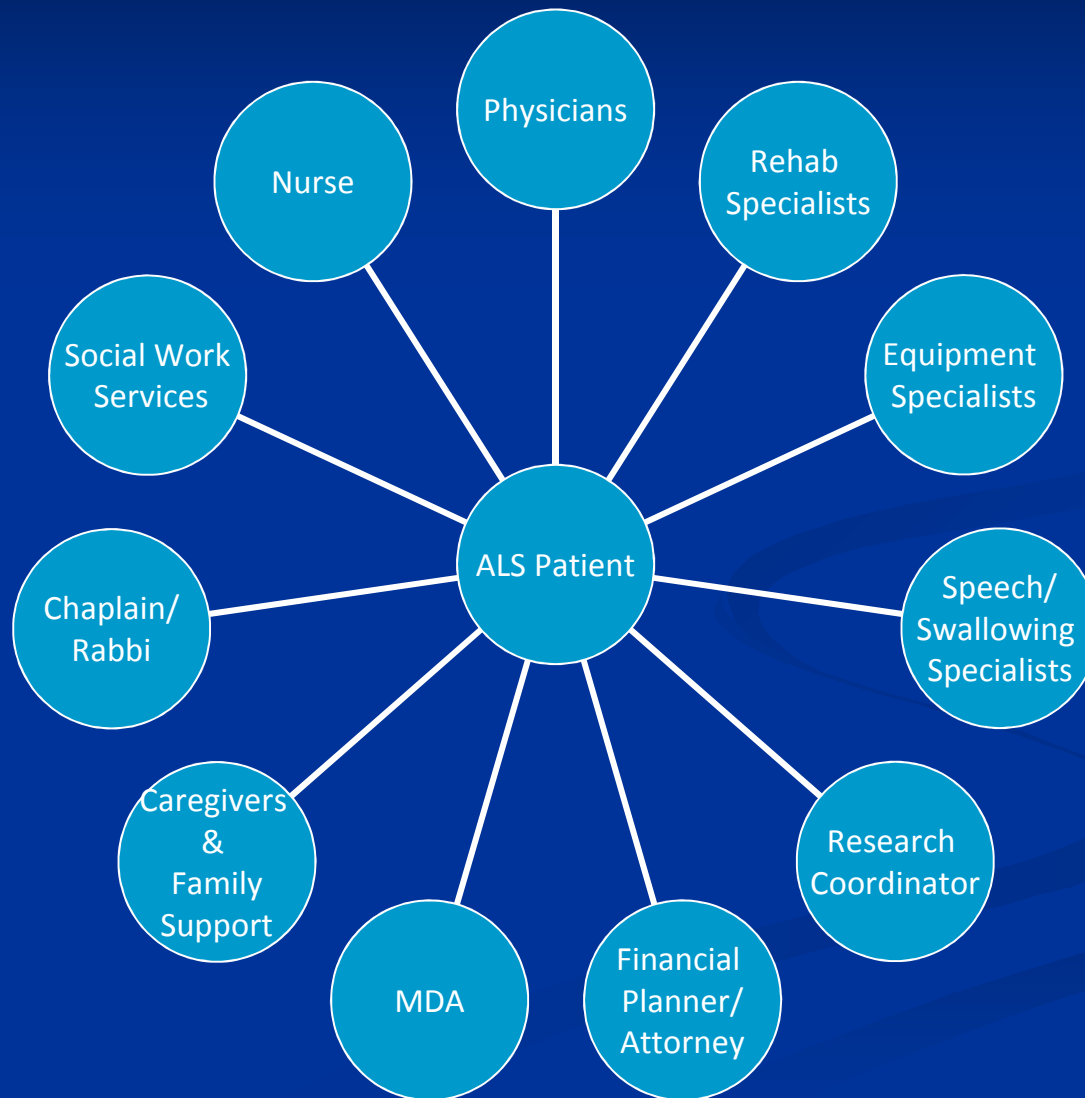 Physicians
Rehab
Specialists
Equipment
Specialists
Speech/
Swallowing
Specialists
Research
Coordinator
Financial
Planner/
Attorney
MDA
Caregivers
&
Family
Support
Chaplain/
Rabbi
Social Work
Services
Nurse
ALS Patient